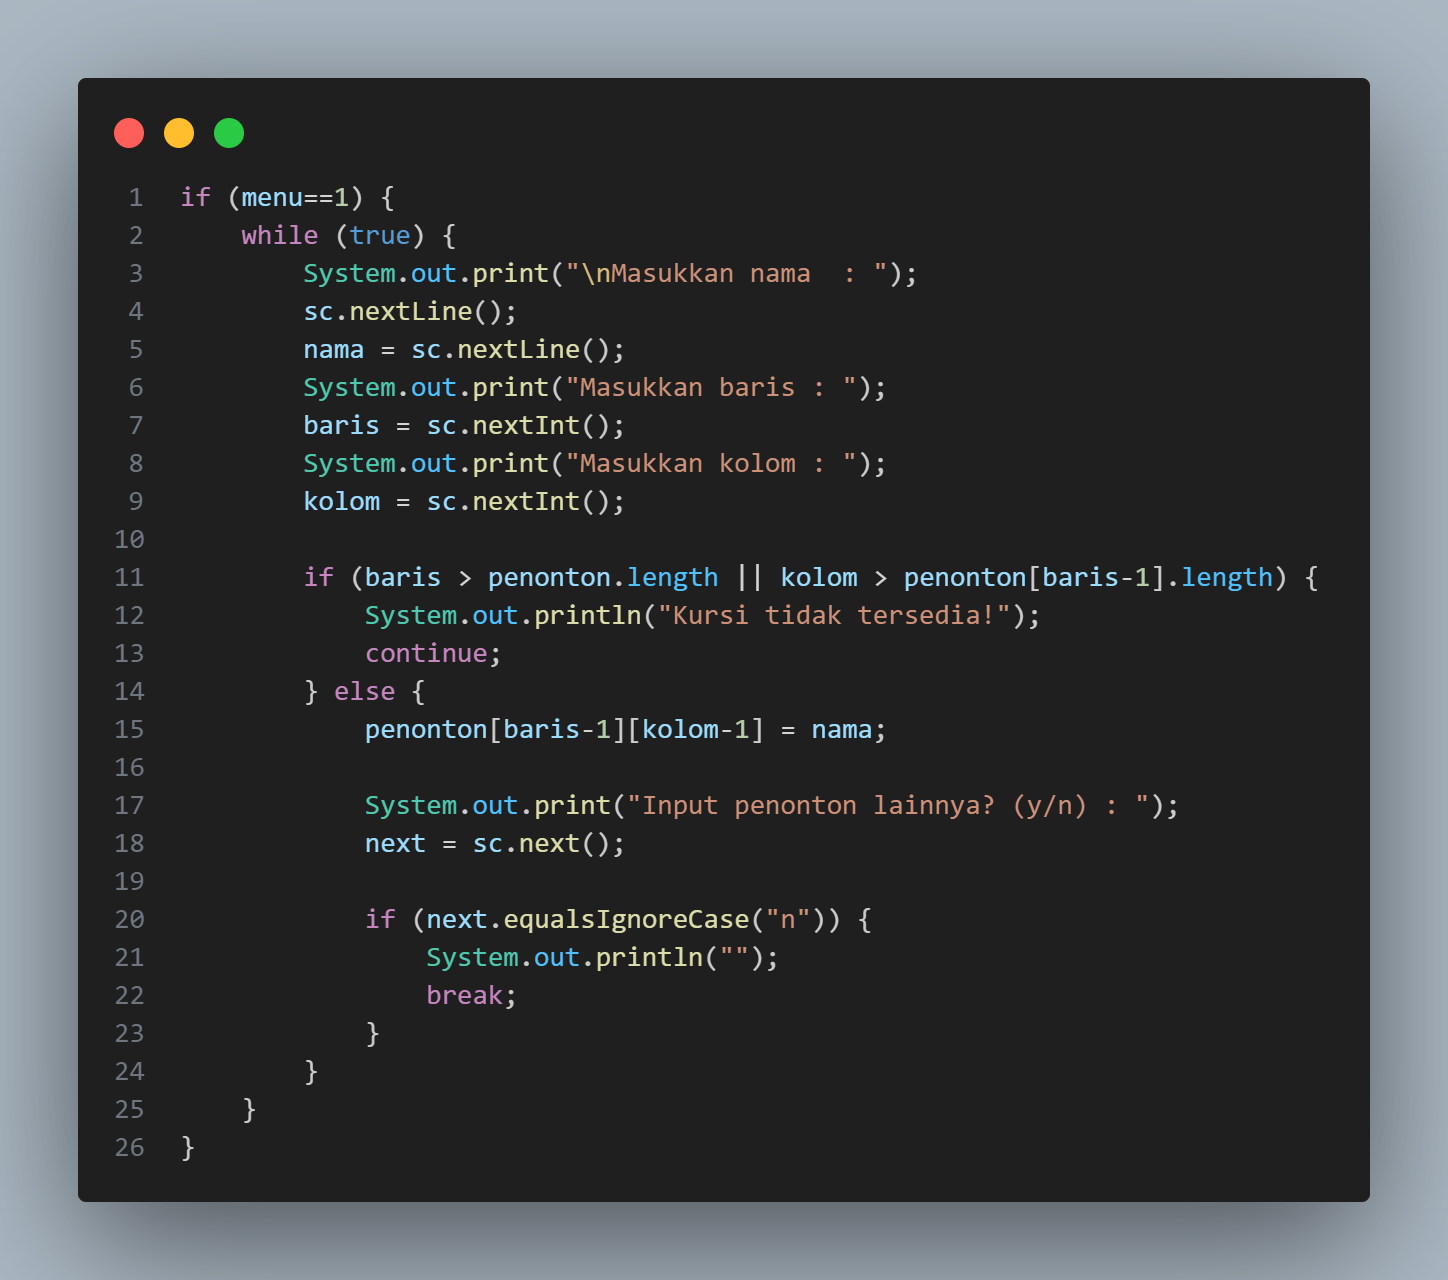 1 if (menu==1) {
2     while (true) {
3         System.out.print("\nMasukkan nama  : ");
4         sc.nextLine();
5         nama = sc.nextLine();
6         System.out.print("Masukkan baris : ");
7         baris = sc.nextInt();
8         System.out.print("Masukkan kolom : ");
9         kolom = sc.nextInt();
10
11         if (baris > penonton.length || kolom > penonton[baris-1].length) {
12             System.out.println("Kursi tidak tersedia!");
13             continue;
14         } else {
15             penonton[baris-1][kolom-1] = nama;
16
17             System.out.print("Input penonton lainnya? (y/n) : ");
18             next = sc.next();
19
20             if (next.equalsIgnoreCase("n")) {
21                 System.out.println("");
22                 break;
23             }
24         }
25     }
26 }